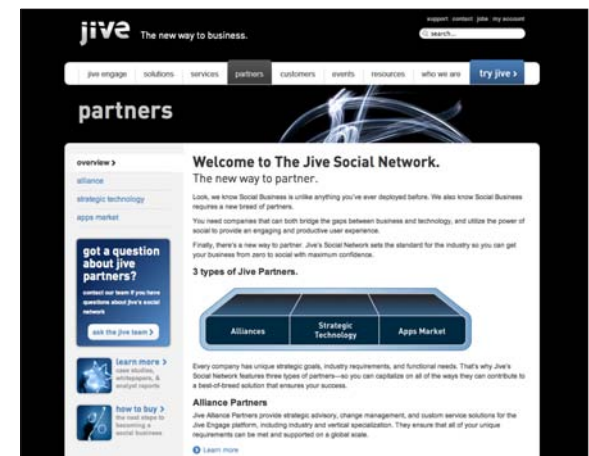 support contact jobs my account
jive The new way to business.
search...
jive engage solutions services partners customers events resources who we are try jive >
partners
overview >
alliance
strategic technology
apps market
got a question
about jive
partners?
contact our team if you have
questions about jive's social
network
ask the jive team >
learn more >
case studies,
whitepapers, &
analyst reports
how to buy >
the next steps to
becoming a
social business
Welcome to The Jive Social Network.
The new way to partner.
Look, we know Social Business is unlike anything you've ever deployed before. We also know Social Business
requires a new breed of partners.
You need companies that can both bridge the gaps between business and technology, and utilize the power of
social to provide an engaging and productive user experience.
Finally, there's a new way to partner. Jive's Social Network sets the standard for the industry so you can get
your business from zero to social with maximum confidence.
3 types of Jive Partners.
Alliances
Strategic
Technology
Apps Market
Every company has unique strategic goals, industry requirements, and functional needs. That's why Jive's
Social Network features three types of partners—so you can capitalize on all of the ways they can contribute to
a best-of-breed solution that ensures your success.
Alliance Partners
Jive Alliance Partners provide strategic advisory, change management, and custom service solutions for the
Jive Engage platform, including industry and vertical specialization. They ensure that all of your unique
requirements can be met and supported on a global scale.
Learn more